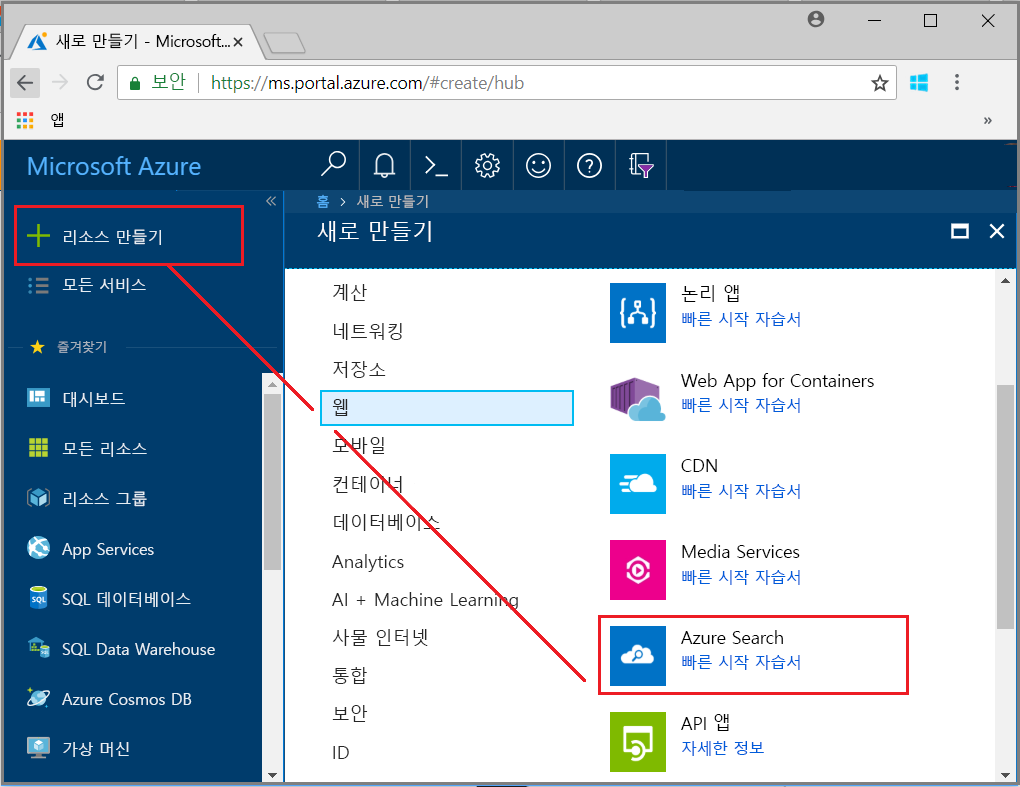 새로 만들기 - Microsoft...
보안 https://ms.portal.azure.com/#create/hub
앱
Microsoft Azure
홈 > 새로 만들기
새로 만들기
리소스 만들기
모든 서비스
즐겨찾기
대시보드
모든 리소스
리소스 그룹
App Services
SQL 데이터베이스
SQL Data Warehouse
Azure Cosmos DB
가상 머신
계산
네트워킹
저장소
웹
모바일
컨테이너
데이터베이스
Analytics
AI + Machine Learning
사물 인터넷
통합
보안
ID
논리 앱
빠른 시작 자습서
Web App for Containers
빠른 시작 자습서
CDN
빠른 시작 자습서
Media Services
빠른 시작 자습서
Azure Search
빠른 시작 자습서
API 앱
자세한 정보